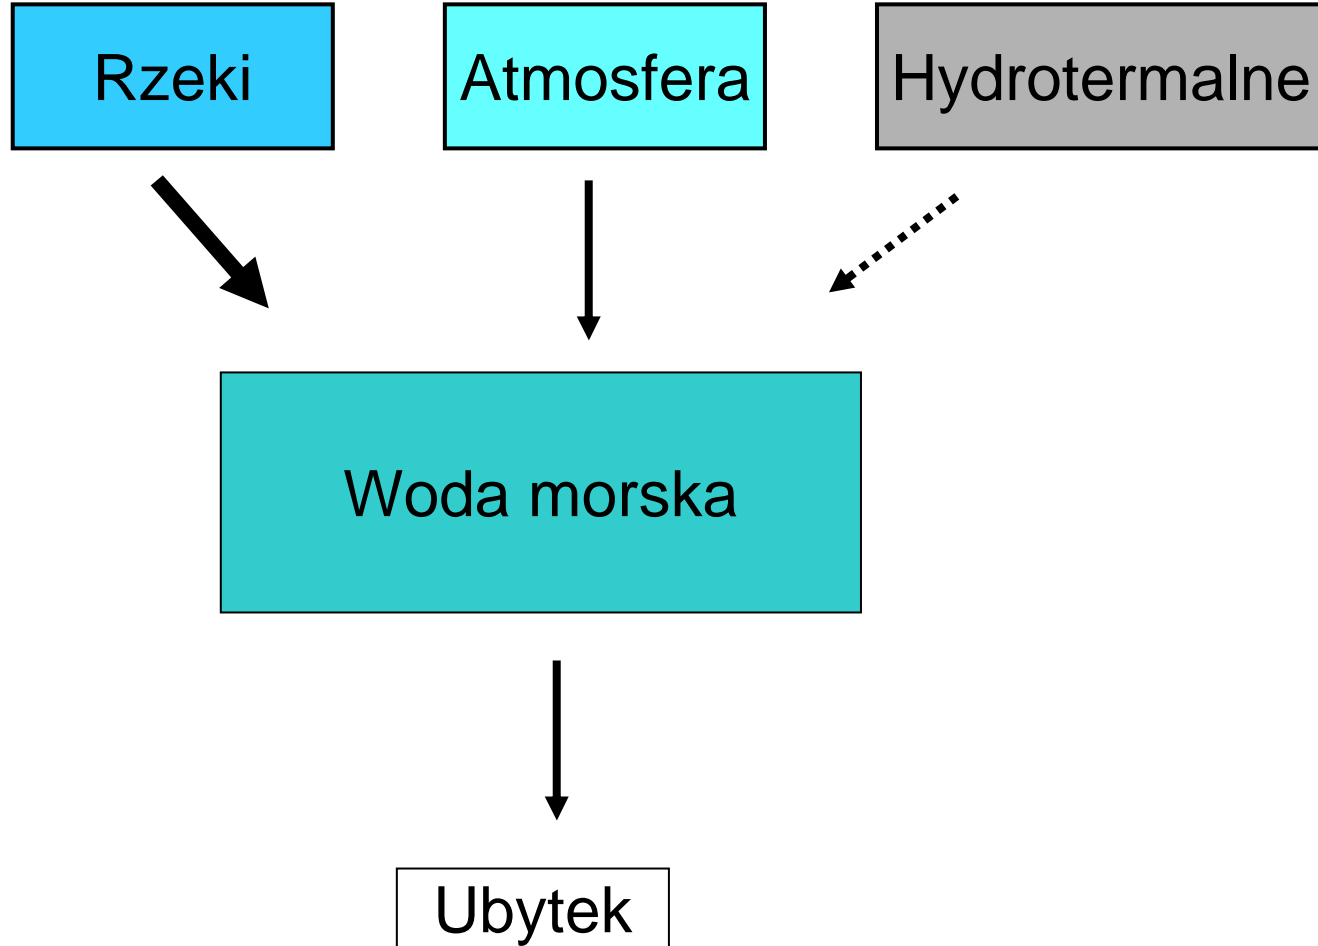 Rzeki
Atmosfera
Hydrotermalne
Woda morska
Ubytek